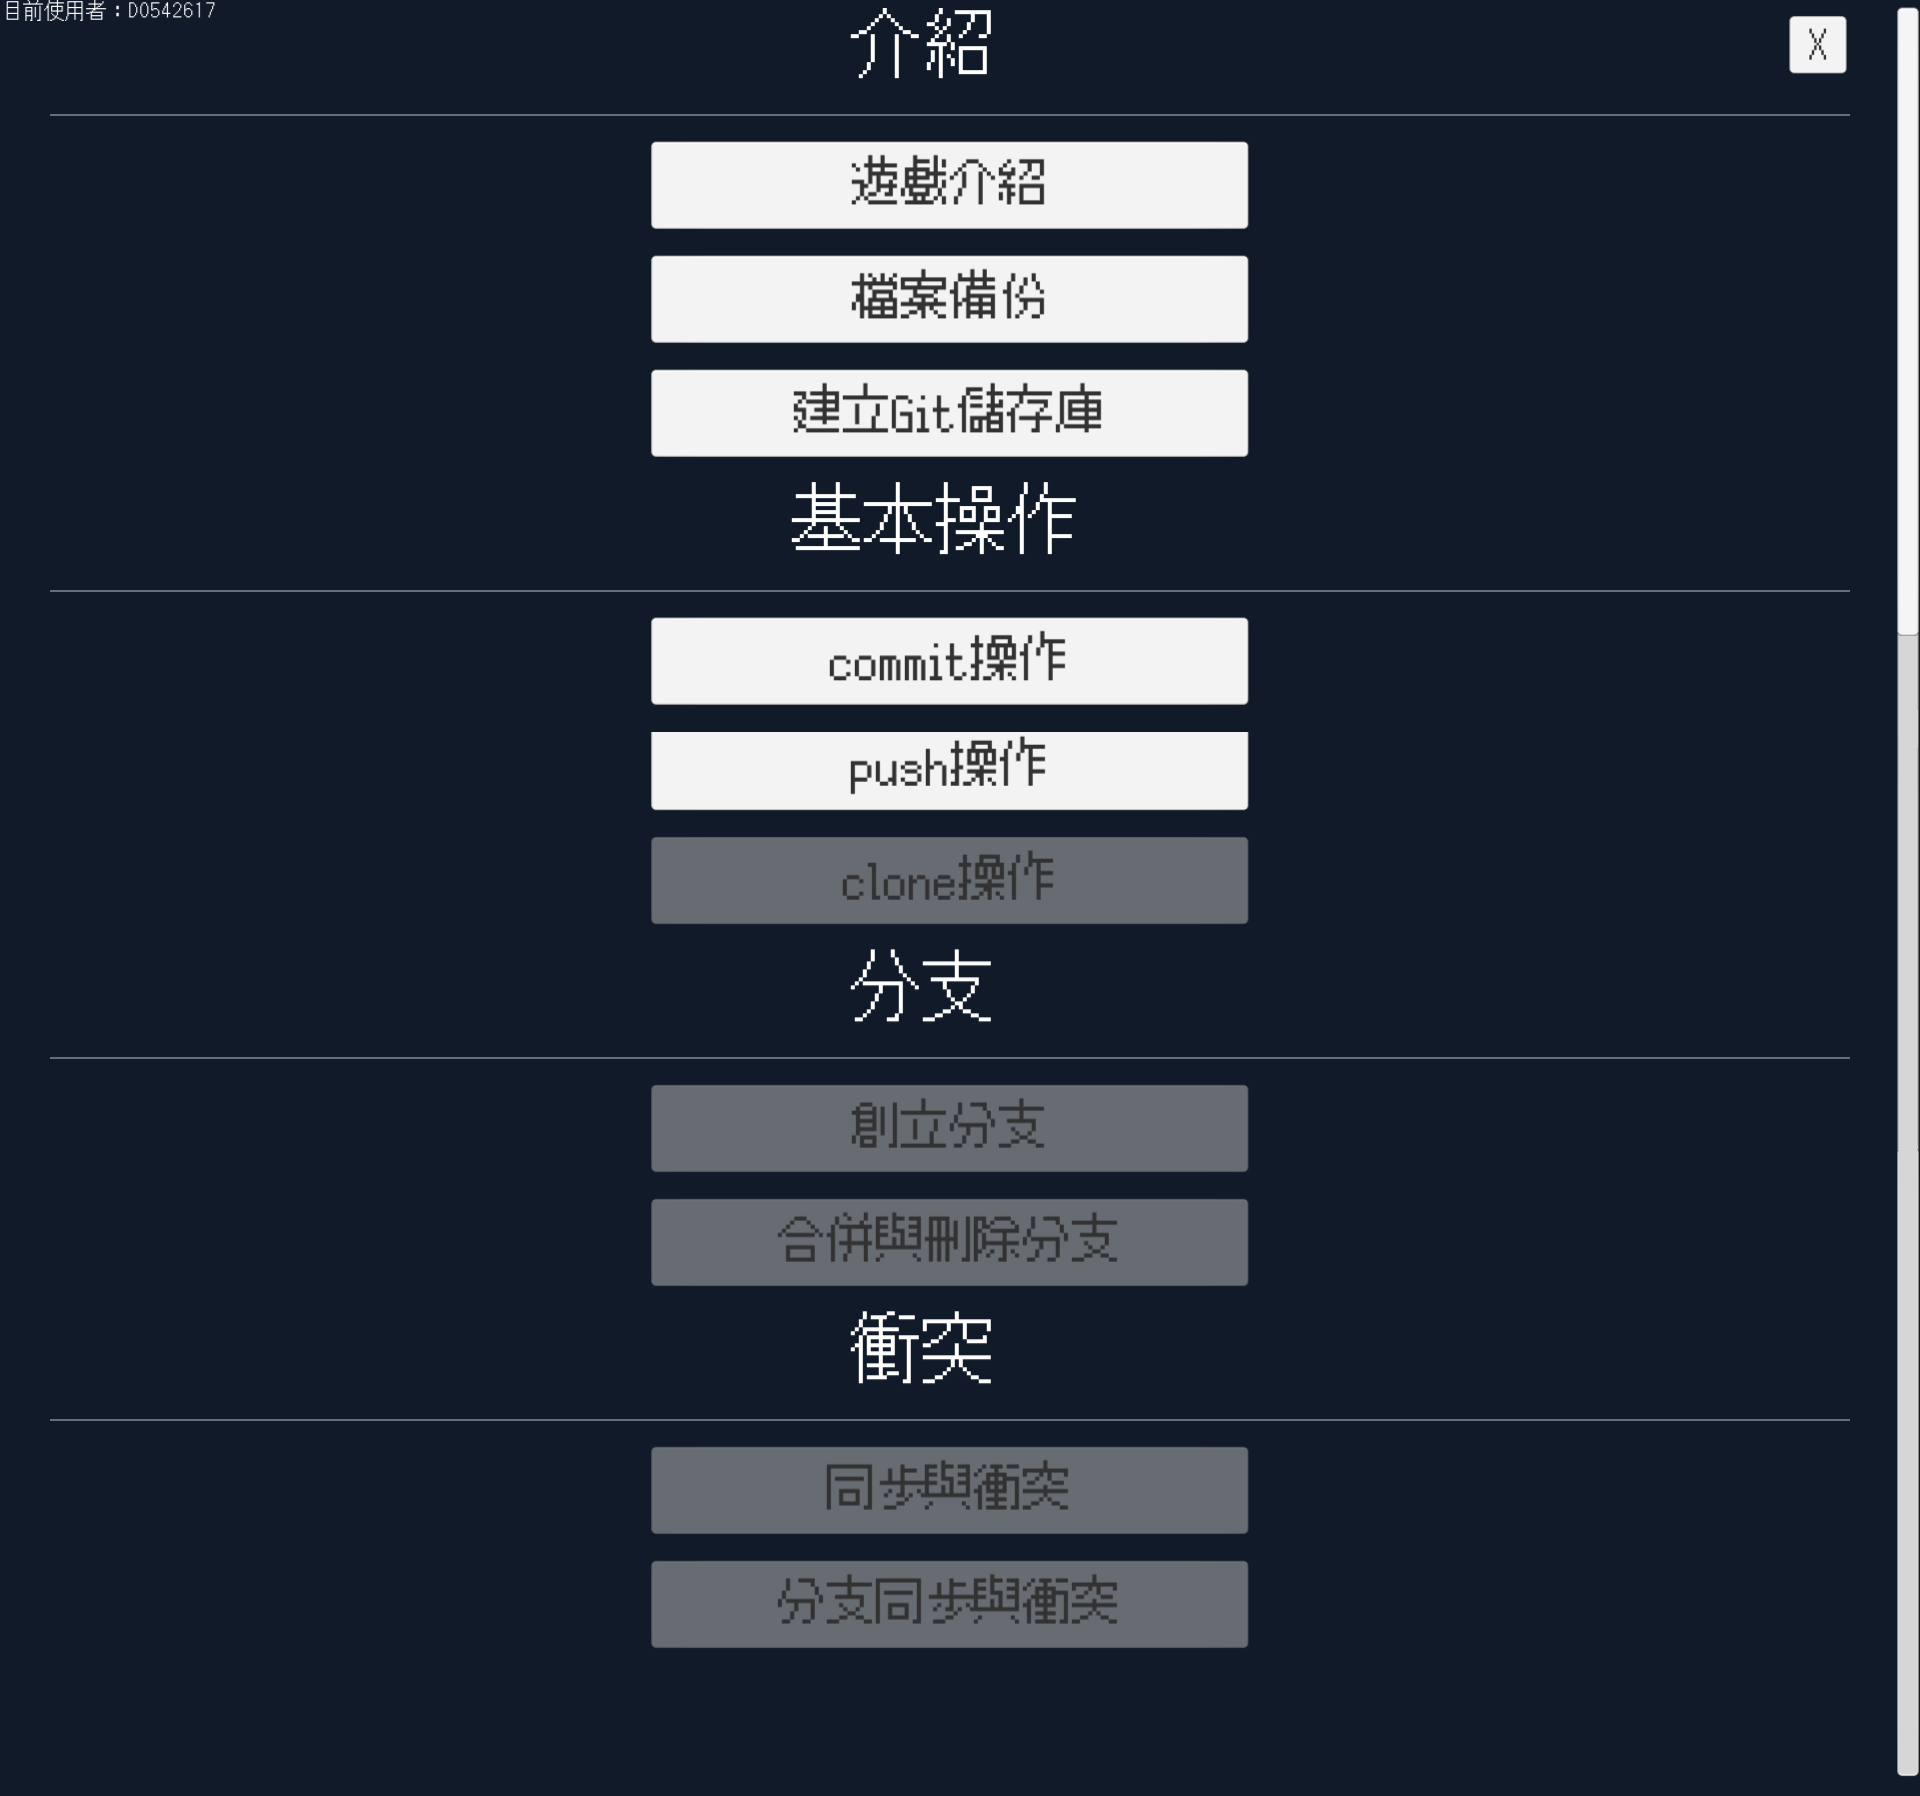 目前使用者：D0542617
介紹
X
遊戲介紹
檔案備份
建立Git儲存庫
基本操作
commit操作
push操作
clone操作
分支
創立分支
合併與刪除分支
衝突
同步與衝突
分支同步與衝突